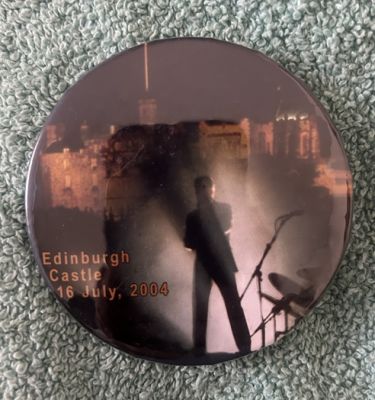 Edinburgh
Castle
16 July, 2004